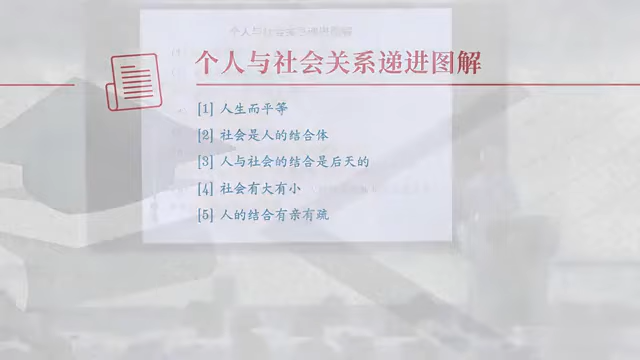 个人与社会关系递进图解
[1] 人生而平等
[2] 社会是人的结合体
[3] 人与社会的结合是后天的
[4] 社会有大有小
[5] 人的结合有亲有疏